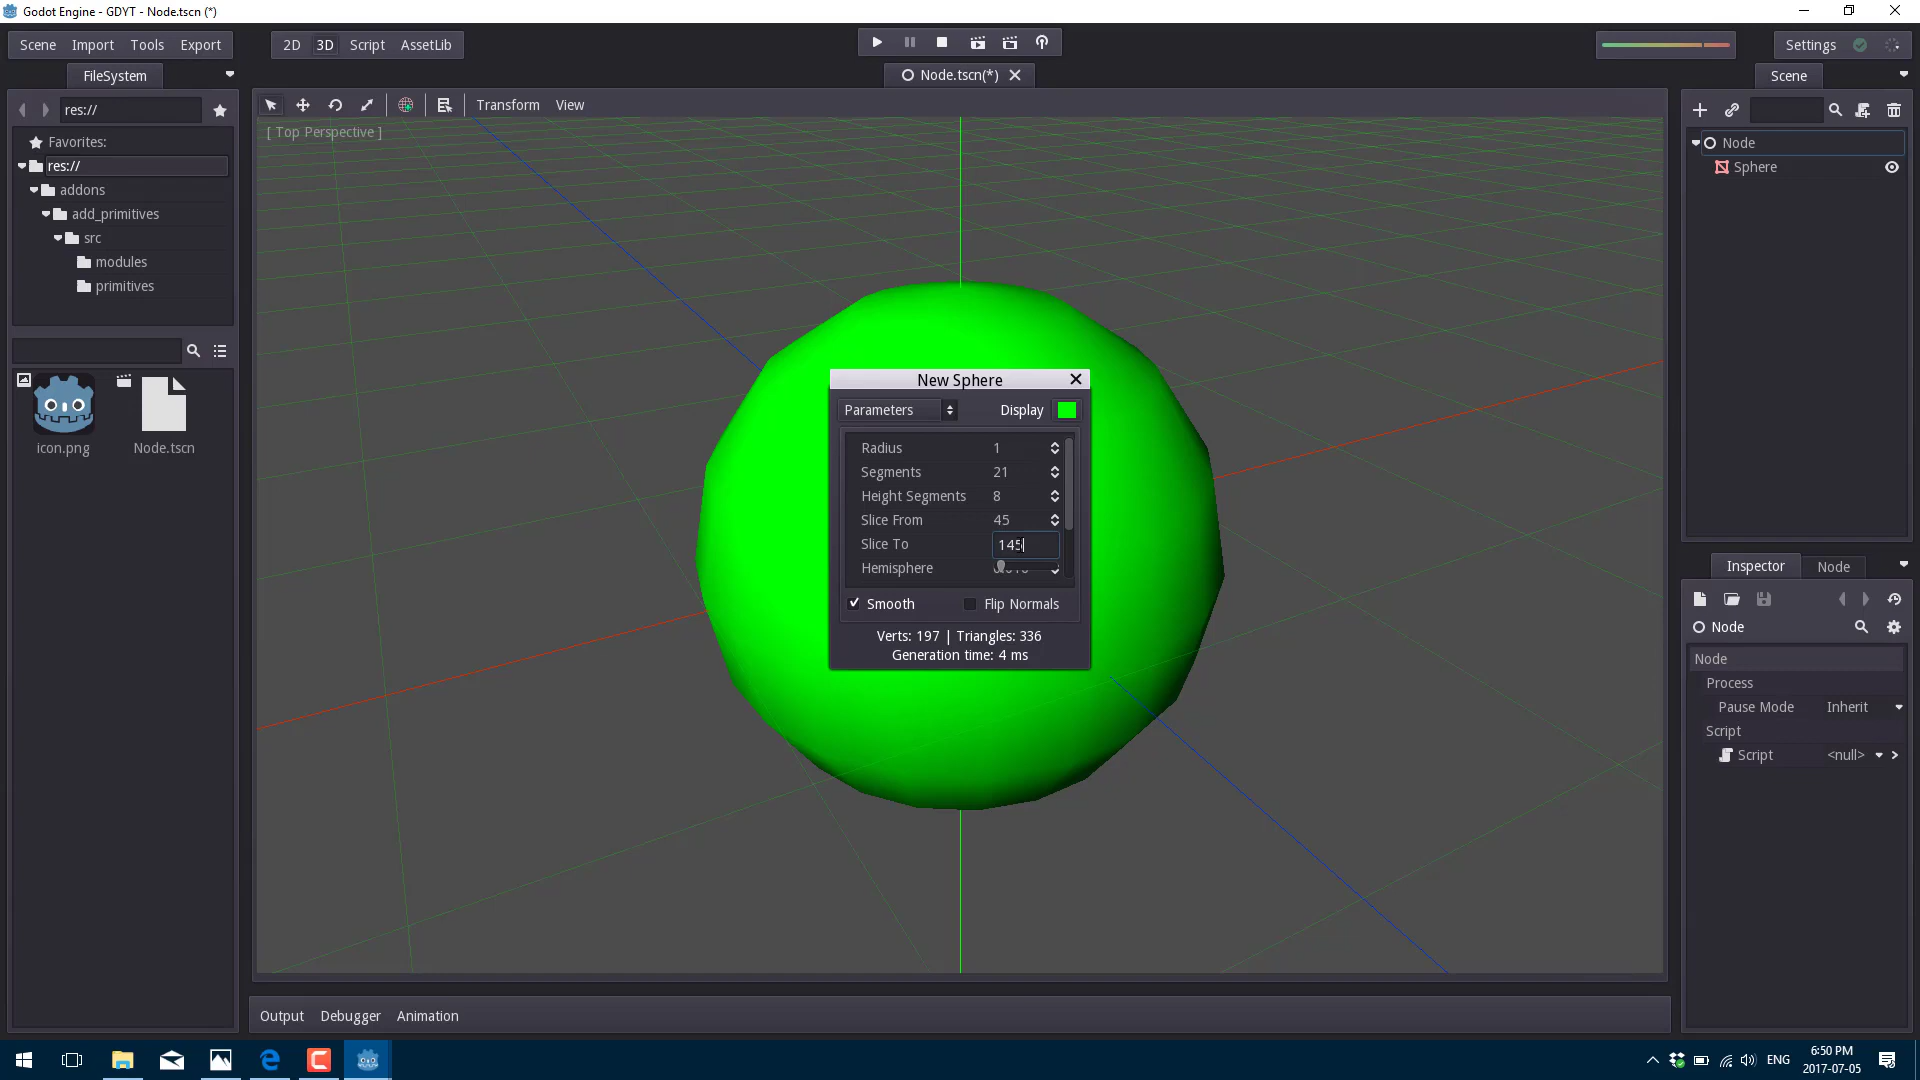 Godot Engine - GDYT - Node.tscn (*)
Scene Import Tools Export 2D 3D Script AssetLib Settings
FileSystem Node.tscn(*) Scene
res:// Transform View
[ Top Perspective ]
Favorites:
res://
addons
add_primitives
src
modules
primitives
icon.png
Node.tscn
New Sphere
Parameters Display
Radius 1
Segments 21
Height Segments 8
Slice From 45
Slice To 145
Hemisphere
Smooth Flip Normals
Verts: 197 | Triangles: 336
Generation time: 4 ms
Node
Sphere
Inspector Node
Node
Node
Process
Pause Mode Inherit
Script
Script <null>
Output Debugger Animation
ENG
6:50 PM
2017-07-05